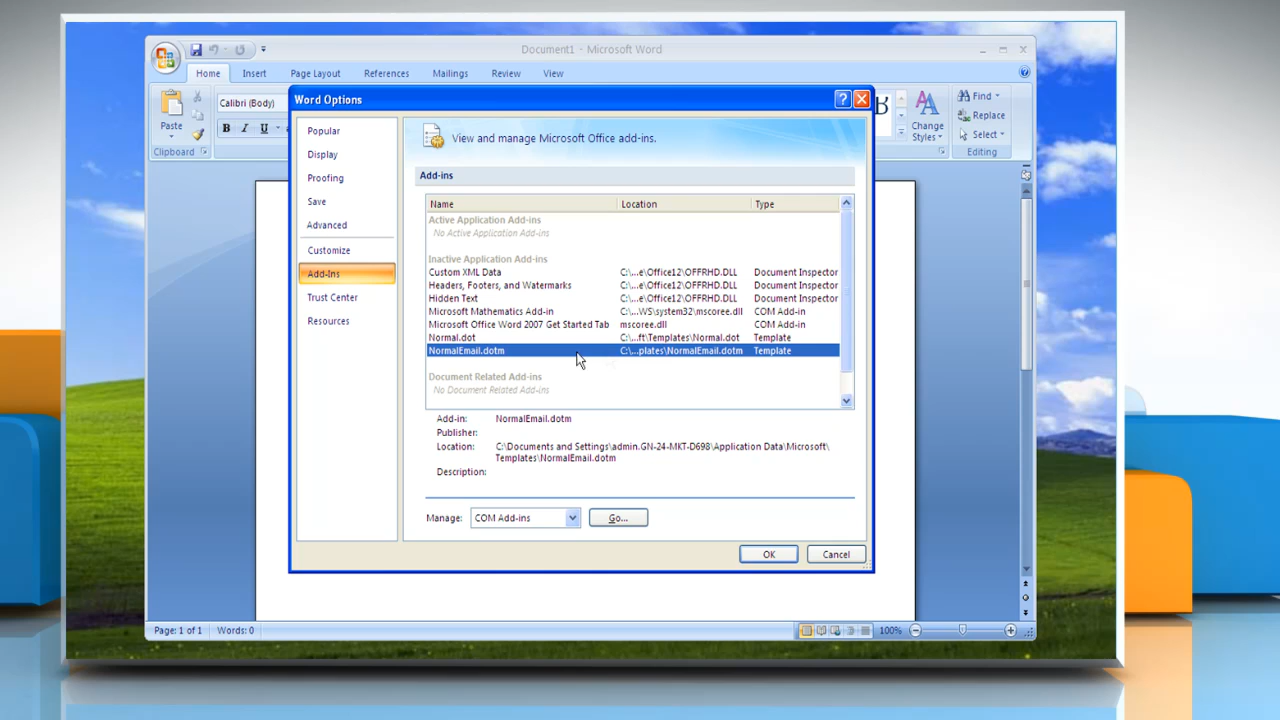 Document1 - Microsoft Word
Home Insert Page Layout References Mailings Review View
Calibri (Body)
Paste
B I U
Clipboard
Change
Styles
Find
Replace
Select
Editing
Word Options
Popular
Display
Proofing
Save
Advanced
Customize
Add-Ins
Trust Center
Resources
View and manage Microsoft Office add-ins.
Add-ins
Name Location Type
Active Application Add-ins
No Active Application Add-ins
Inactive Application Add-ins
Custom XML Data C:\...e\Office12\OFFRHD.DLL Document Inspector
Headers, Footers, and Watermarks C:\...e\Office12\OFFRHD.DLL Document Inspector
Hidden Text C:\...e\Office12\OFFRHD.DLL Document Inspector
Microsoft Mathematics Add-in C:\...WS\system32\mscoree.dll COM Add-in
Microsoft Office Word 2007 Get Started Tab mscoree.dll COM Add-in
Normal.dot C:\...ft\Templates\Normal.dot Template
NormalEmail.dotm C:\...plates\NormalEmail.dotm Template
Document Related Add-ins
No Document Related Add-ins
Add-in: NormalEmail.dotm
Publisher:
Location: C:\Documents and Settings\admin.GN-24-MKT-D698\Application Data\Microsoft\
Templates\NormalEmail.dotm
Description:
Manage: COM Add-ins Go...
OK Cancel
Page: 1 of 1 Words: 0 100%